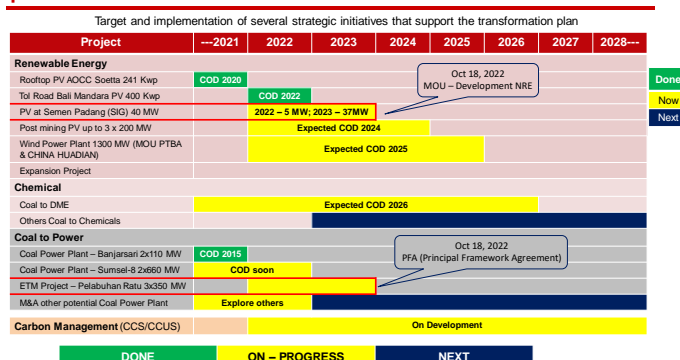 Target and implementation of several strategic initiatives that support the transformation plan
Project ---2021 2022 2023 2024 2025 2026 2027 2028---
Renewable Energy
Rooftop PV AOCC Soetta 241 Kwp COD 2020
Tol Road Bali Mandara PV 400 Kwp COD 2022
PV at Semen Padang (SIG) 40 MW 2022 – 5 MW; 2023 – 37MW
Oct 18, 2022
MOU – Development NRE
Post mining PV up to 3 x 200 MW Expected COD 2024
Wind Power Plant 1300 MW (MOU PTBA
& CHINA HUADIAN)
Expected COD 2025
Expansion Project
Chemical
Coal to DME Expected COD 2026
Others Coal to Chemicals
Coal to Power
Coal Power Plant – Banjarsari 2x110 MW COD 2015
Coal Power Plant – Sumsel-8 2x660 MW COD soon
Oct 18, 2022
PFA (Principal Framework Agreement)
ETM Project – Pelabuhan Ratu 3x350 MW
M&A other potential Coal Power Plant Explore others
Carbon Management (CCS/CCUS) On Development
Done
Now
Next
DONE ON – PROGRESS NEXT